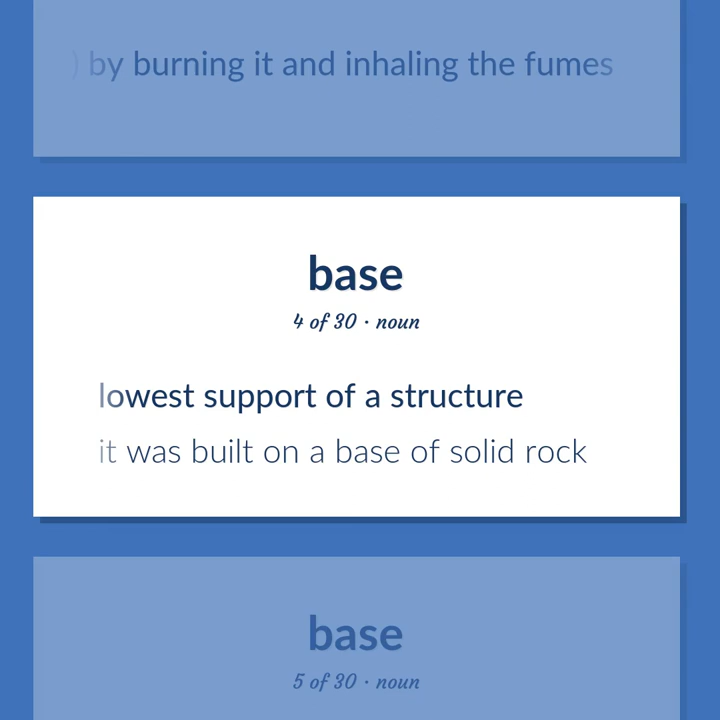 ) by burning it and inhaling the fumes
base
4 of 30 · noun
lowest support of a structure
it was built on a base of solid rock
base
5 of 30 · noun